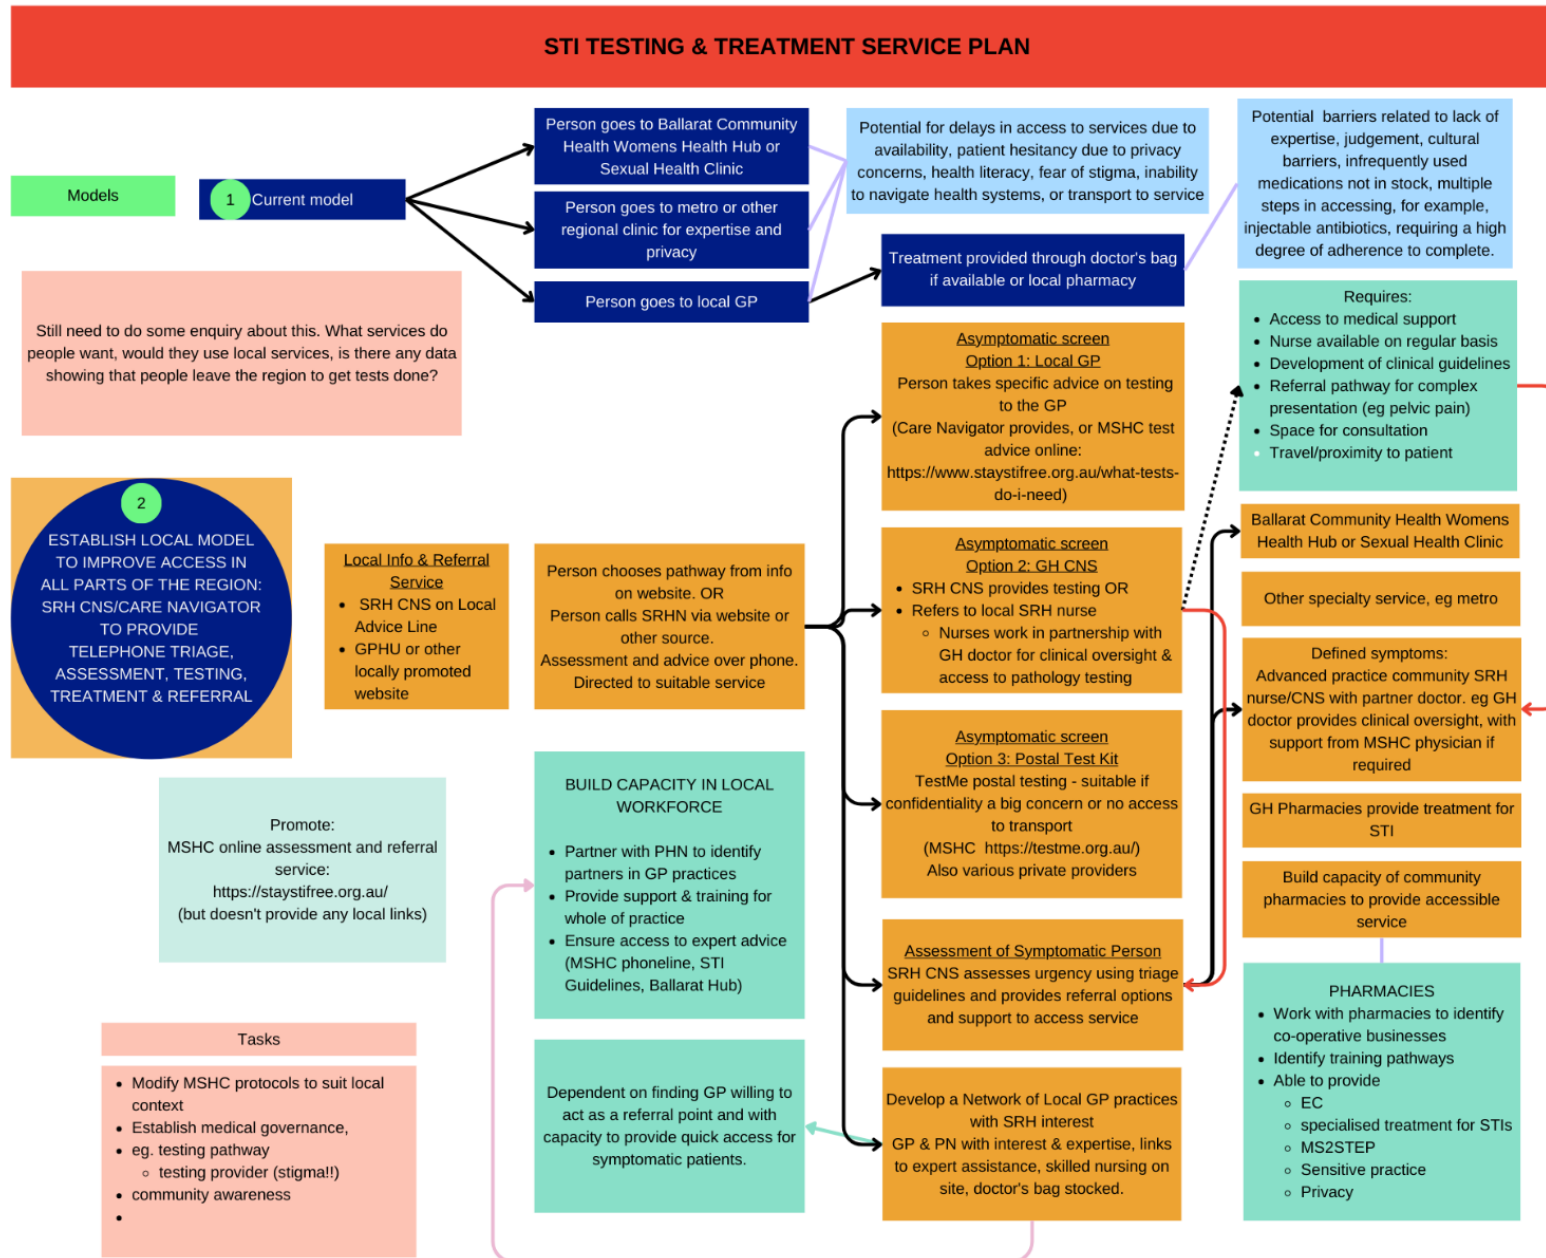 STI TESTING & TREATMENT SERVICE PLAN
Models
1
Current model
Person goes to Ballarat Community
Health Womens Health Hub or
Sexual Health Clinic
Person goes to metro or other
regional clinic for expertise and
privacy
Person goes to local GP
Potential for delays in access to services due to
availability, patient hesitancy due to privacy
concerns, health literacy, fear of stigma, inability
to navigate health systems, or transport to service
Treatment provided through doctor's bag
if available or local pharmacy
Potential barriers related to lack of
expertise, judgement, cultural
barriers, infrequently used
medications not in stock, multiple
steps in accessing, for example,
injectable antibiotics, requiring a high
degree of adherence to complete.
Still need to do some enquiry about this. What services do
people want, would they use local services, is there any data
showing that people leave the region to get tests done?
2
ESTABLISH LOCAL MODEL
TO IMPROVE ACCESS IN
ALL PARTS OF THE REGION:
SRH CNS/CARE NAVIGATOR
TO PROVIDE
TELEPHONE TRIAGE,
ASSESSMENT, TESTING,
TREATMENT & REFERRAL
Local Info & Referral
Service
• SRH CNS on Local
Advice Line
• GPHU or other
locally promoted
website
Person chooses pathway from info
on website. OR
Person calls SRHN via website or
other source.
Assessment and advice over phone.
Directed to suitable service
Asymptomatic screen
Option 1: Local GP
Person takes specific advice on testing
to the GP
(Care Navigator provides, or MSHC test
advice online:
https://www.staystifree.org.au/what-tests-
do-i-need)
Asymptomatic screen
Option 2: GH CNS
• SRH CNS provides testing OR
• Refers to local SRH nurse
○ Nurses work in partnership with
GH doctor for clinical oversight &
access to pathology testing
Asymptomatic screen
Option 3: Postal Test Kit
TestMe postal testing - suitable if
confidentiality a big concern or no access
to transport
(MSHC https://testme.org.au/)
Also various private providers
Assessment of Symptomatic Person
SRH CNS assesses urgency using triage
guidelines and provides referral options
and support to access service
Develop a Network of Local GP practices
with SRH interest
GP & PN with interest & expertise, links
to expert assistance, skilled nursing on
site, doctor's bag stocked.
Requires:
• Access to medical support
• Nurse available on regular basis
• Development of clinical guidelines
• Referral pathway for complex
presentation (eg pelvic pain)
• Space for consultation
• Travel/proximity to patient
Ballarat Community Health Womens
Health Hub or Sexual Health Clinic
Other specialty service, eg metro
Defined symptoms:
Advanced practice community SRH
nurse/CNS with partner doctor. eg GH
doctor provides clinical oversight, with
support from MSHC physician if
required
GH Pharmacies provide treatment for
STI
Build capacity of community
pharmacies to provide accessible
service
PHARMACIES
• Work with pharmacies to identify
co-operative businesses
• Identify training pathways
• Able to provide
○ EC
○ specialised treatment for STIs
○ MS2STEP
○ Sensitive practice
○ Privacy
BUILD CAPACITY IN LOCAL
WORKFORCE
• Partner with PHN to identify
partners in GP practices
• Provide support & training for
whole of practice
• Ensure access to expert advice
(MSHC phoneline, STI
Guidelines, Ballarat Hub)
Dependent on finding GP willing to
act as a referral point and with
capacity to provide quick access for
symptomatic patients.
Promote:
MSHC online assessment and referral
service:
https://staystifree.org.au/
(but doesn't provide any local links)
Tasks
• Modify MSHC protocols to suit local
context
• Establish medical governance,
• eg. testing pathway
○ testing provider (stigma!!)
• community awareness
•